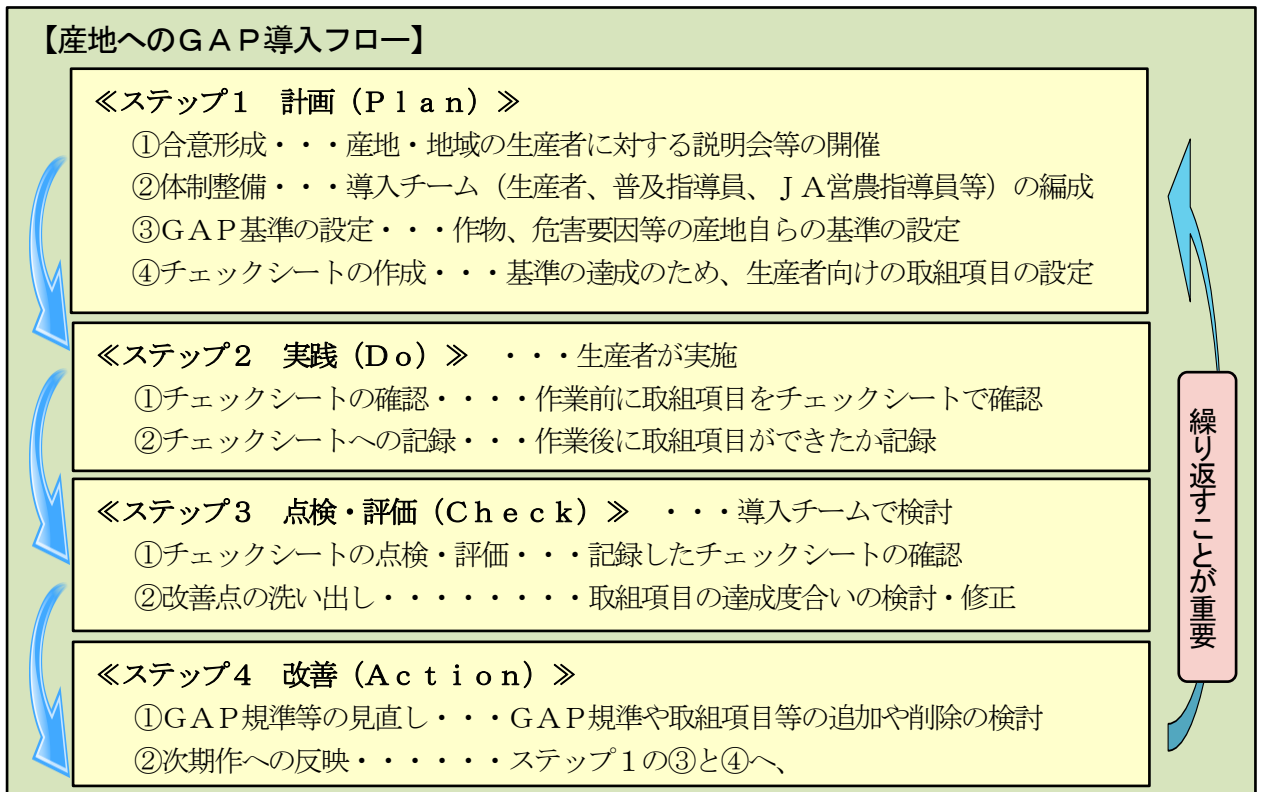 【産地へのＧＡＰ導入フロー】
≪ステップ１　計画（Ｐｌａｎ）≫
①合意形成・・・産地・地域の生産者に対する説明会等の開催
②体制整備・・・導入チーム（生産者、普及指導員、ＪＡ営農指導員等）の編成
③ＧＡＰ基準の設定・・・作物、危害要因等の産地自らの基準の設定
④チェックシートの作成・・・基準の達成のため、生産者向けの取組項目の設定
≪ステップ２　実践（Ｄｏ）≫　・・・生産者が実施
①チェックシートの確認・・・・作業前に取組項目をチェックシートで確認
②チェックシートへの記録・・・作業後に取組項目ができたか記録
≪ステップ３　点検・評価（Ｃｈｅｃｋ）≫　・・・導入チームで検討
①チェックシートの点検・評価・・・記録したチェックシートの確認
②改善点の洗い出し・・・・・・・・取組項目の達成度合いの検討・修正
≪ステップ４　改善（Ａｃｔｉｏｎ）≫
①ＧＡＰ規準等の見直し・・・ＧＡＰ規準や取組項目等の追加や削除の検討
②次期作への反映・・・・・・ステップ１の③と④へ、
繰り返すことが重要